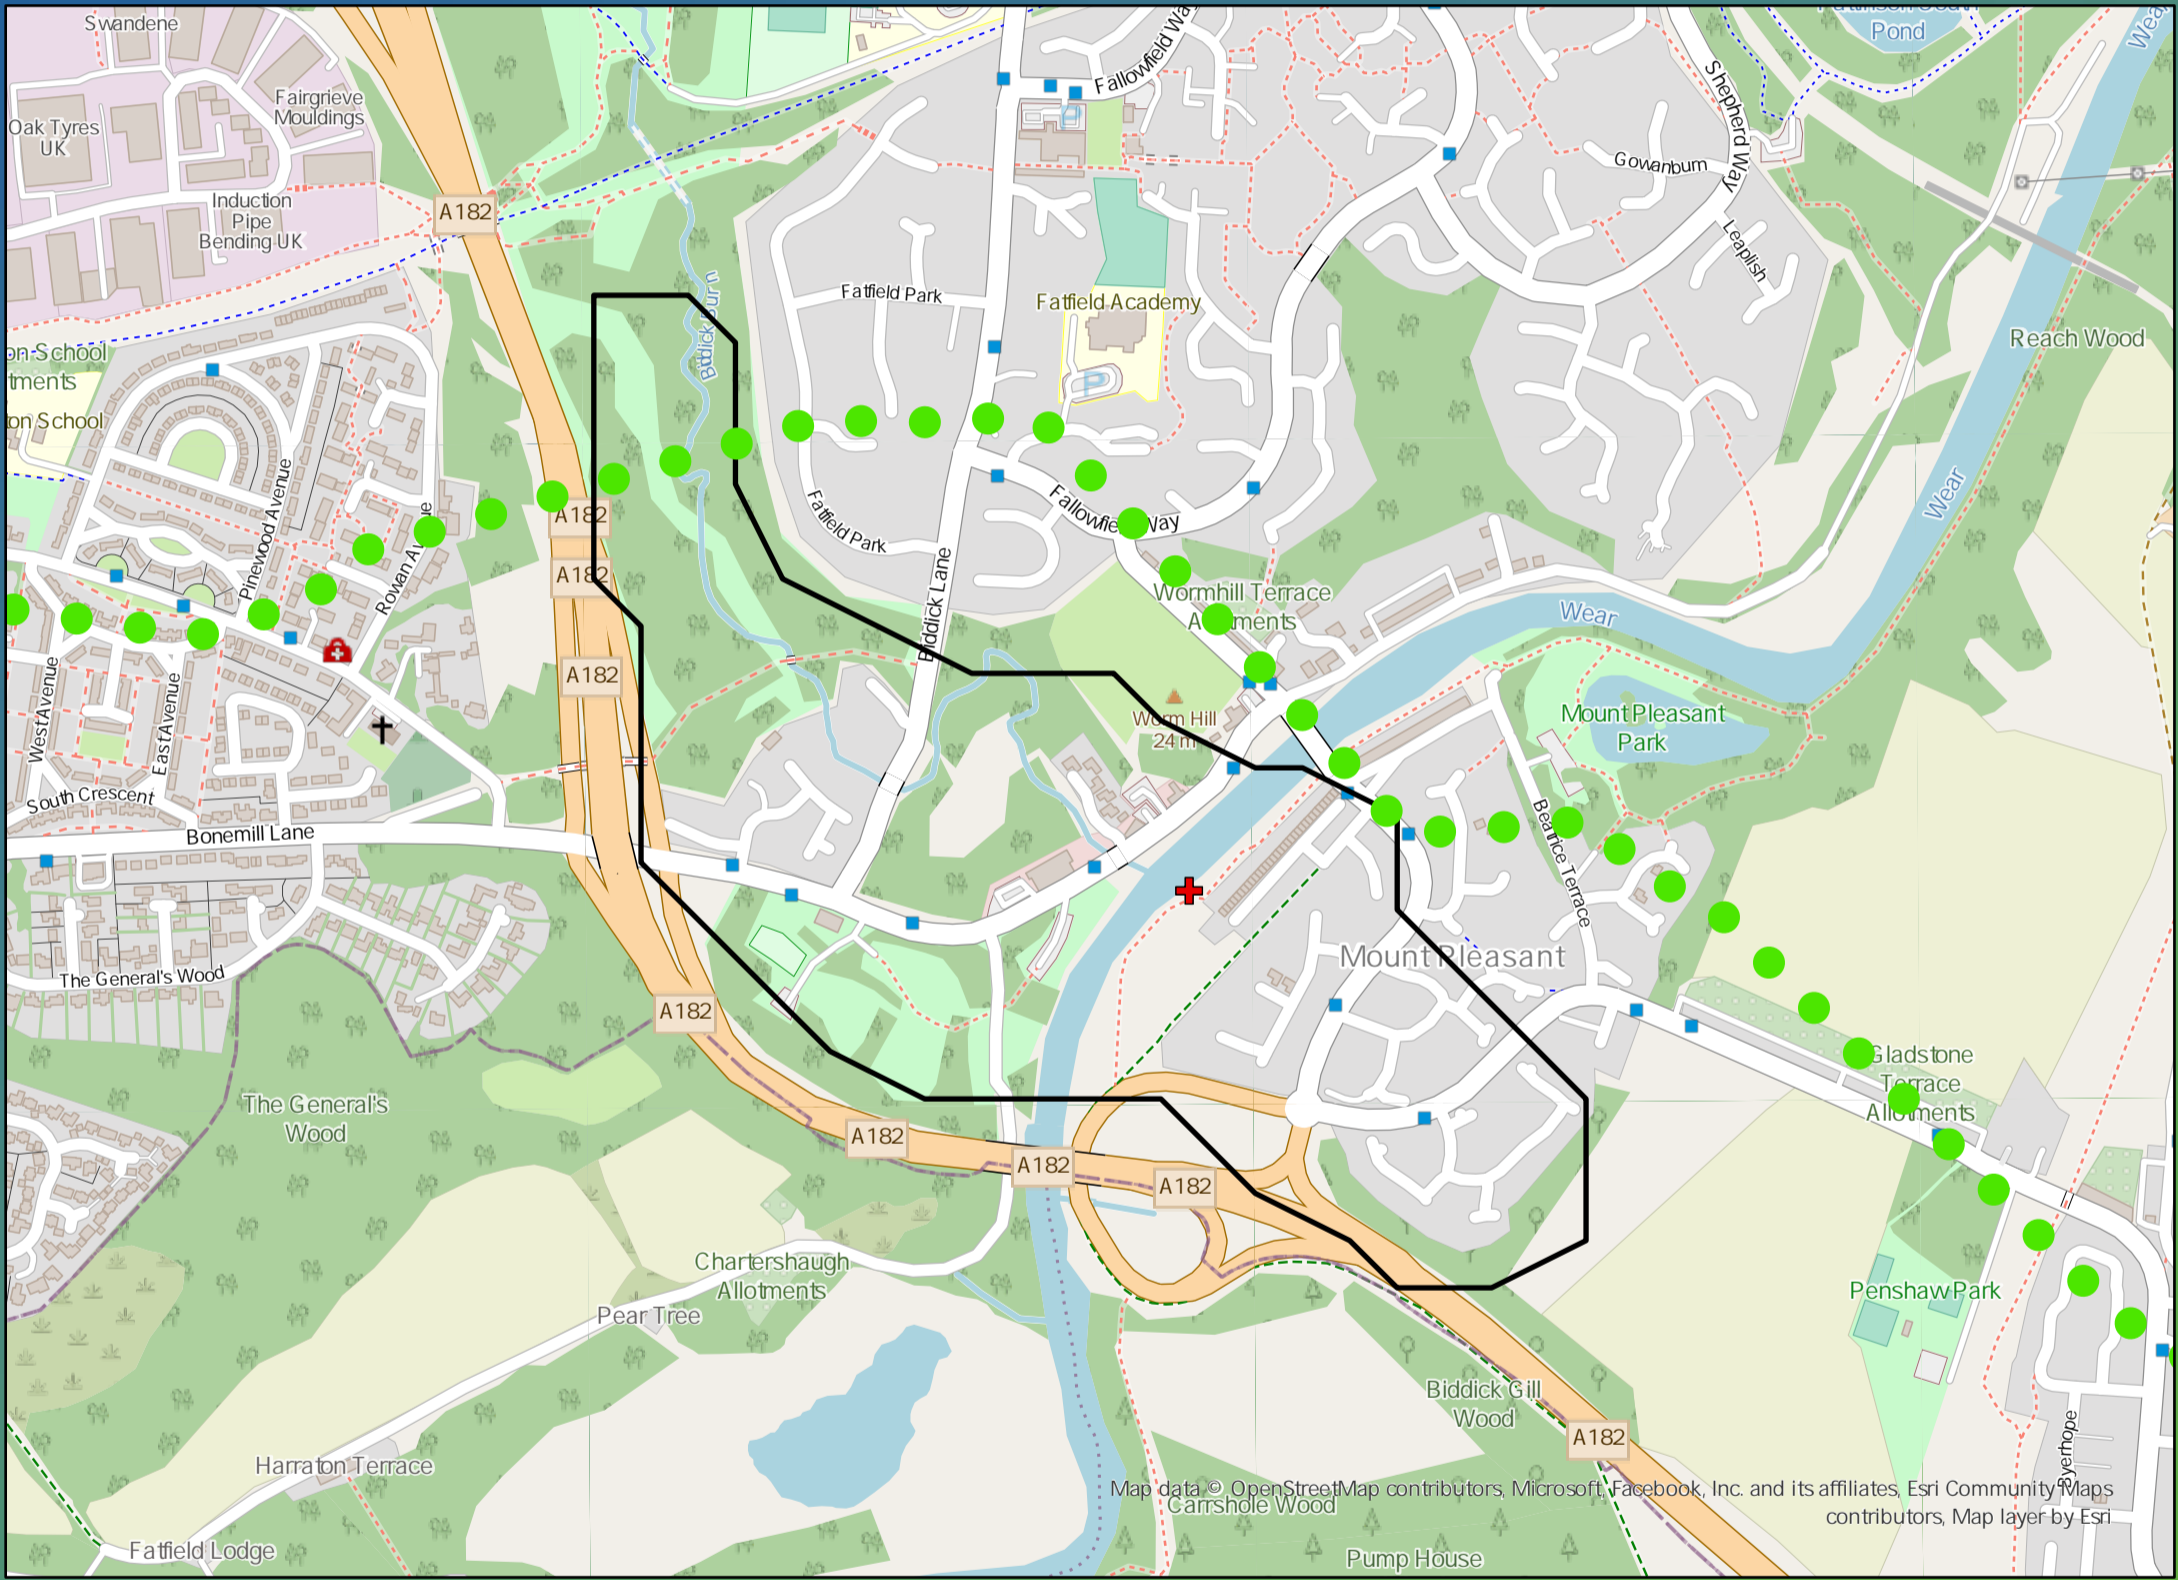 Swandene
Fallowfield Way
Pond
Wear
Fairgrieve
Mouldings
Oak Tyres
UK
Shepherd Way
Gowanburn
Induction
Pipe
Bending UK
A182
Leaplish
Biddick Burn
Fatfield Park
Fatfield Academy
Reach Wood
on School
tments
ton School
P
P
Pinewood Avenue
Fatfield Park
Fallowfield Way
Wear
A182
A182
Rowan Avenue
Biddick Lane
Wormhill Terrace
Allotments
Wear
A182
West Avenue
East Avenue
Worm Hill
24 m
Mount Pleasant
Park
South Crescent
Bonemill Lane
Beatrice Terrace
Mount Pleasant
The General's Wood
A182
Gladstone
Terrace
Allotments
The General's
Wood
A182
A182
A182
Chartershaugh
Allotments
Pear Tree
Penshaw Park
Biddick Gill
Wood
A182
Byerhope
Harraton Terrace
Map data © OpenStreetMap contributors, Microsoft, Facebook, Inc. and its affiliates, Esri Community Maps
contributors, Map layer by Esri
Carrshole Wood
Fatfield Lodge
Pump House